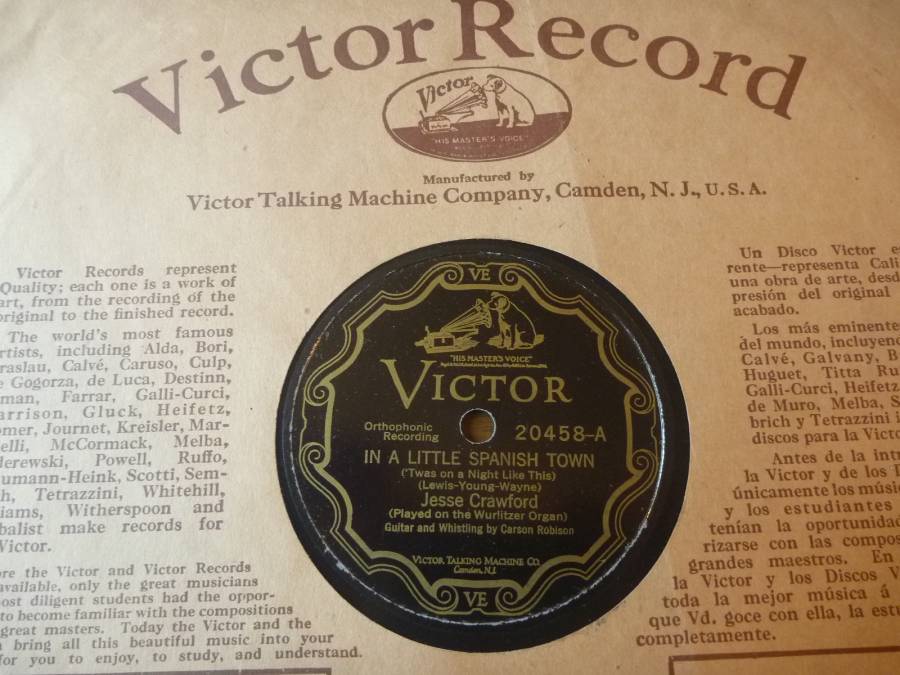 Victor Record
Victor
"HIS MASTER'S VOICE"
Manufactured by
Victor Talking Machine Company, Camden, N. J., U. S. A.
Victor Records represent
Quality; each one is a work of
art, from the recording of the
original to the finished record.
The world's most famous
artists, including Alda, Bori,
Braslau, Calvé, Caruso, Culp,
de Gogorza, de Luca, Destinn,
Farrar, Galli-Curci,
Garrison, Gluck, Heifetz,
Homer, Journet, Kreisler, Mar-
McCormack, Melba,
Paderewski, Powell, Ruffo,
Schumann-Heink, Scotti, Sem-
Tetrazzini, Whitehill,
Witherspoon and
make records for
Victor.
the Victor and Victor Records
available, only the great musicians
most diligent students had the oppor-
to become familiar with the compositions
great masters. Today the Victor and the
bring all this beautiful music into your
for you to enjoy, to study, and understand.
VE
"HIS MASTER'S VOICE"
VICTOR
Orthophonic
Recording
20458-A
IN A LITTLE SPANISH TOWN
('Twas on a Night Like This)
(Lewis-Young-Wayne)
Jesse Crawford
(Played on the Wurlitzer Organ)
Guitar and Whistling by Carson Robison
VICTOR TALKING MACHINE CO.
Camden, N.J.
VE
Un Disco Victor
rente—representa
una obra de arte,
presión del original
acabado.
Los más eminente
del mundo,
Calvé, Galvany,
Huguet, Titta
Galli-Curci,
de Muro, Melba,
brich y Tetrazzini
discos para la
Antes de la
la Victor y de los
únicamente los
y los estudiantes
tenían la oportunidad
rizarse con las
grandes maestros. En
la Victor y los Discos
toda la mejor música á
que Vd. goce con ella, la
completamente.